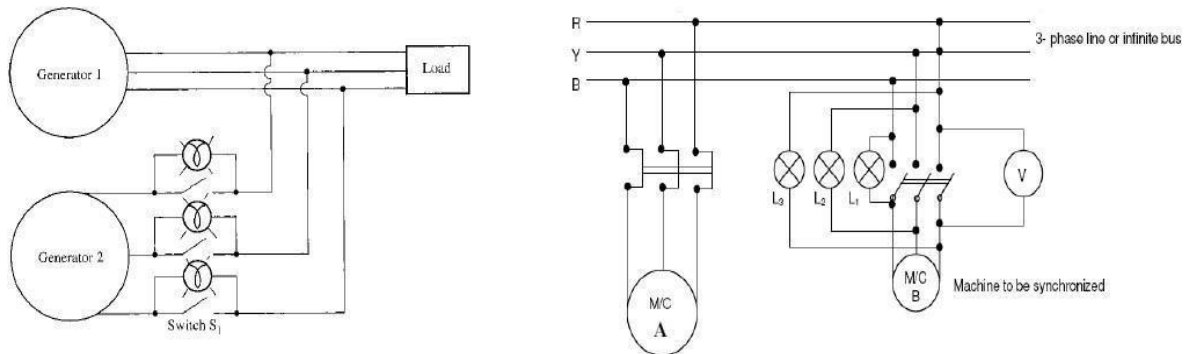 Generator 1
Load
Generator 2
Switch S1
R
Y
B
3- phase line or infinite bus
L3
L2
L1
V
M/C
A
M/C
B
Machine to be synchronized